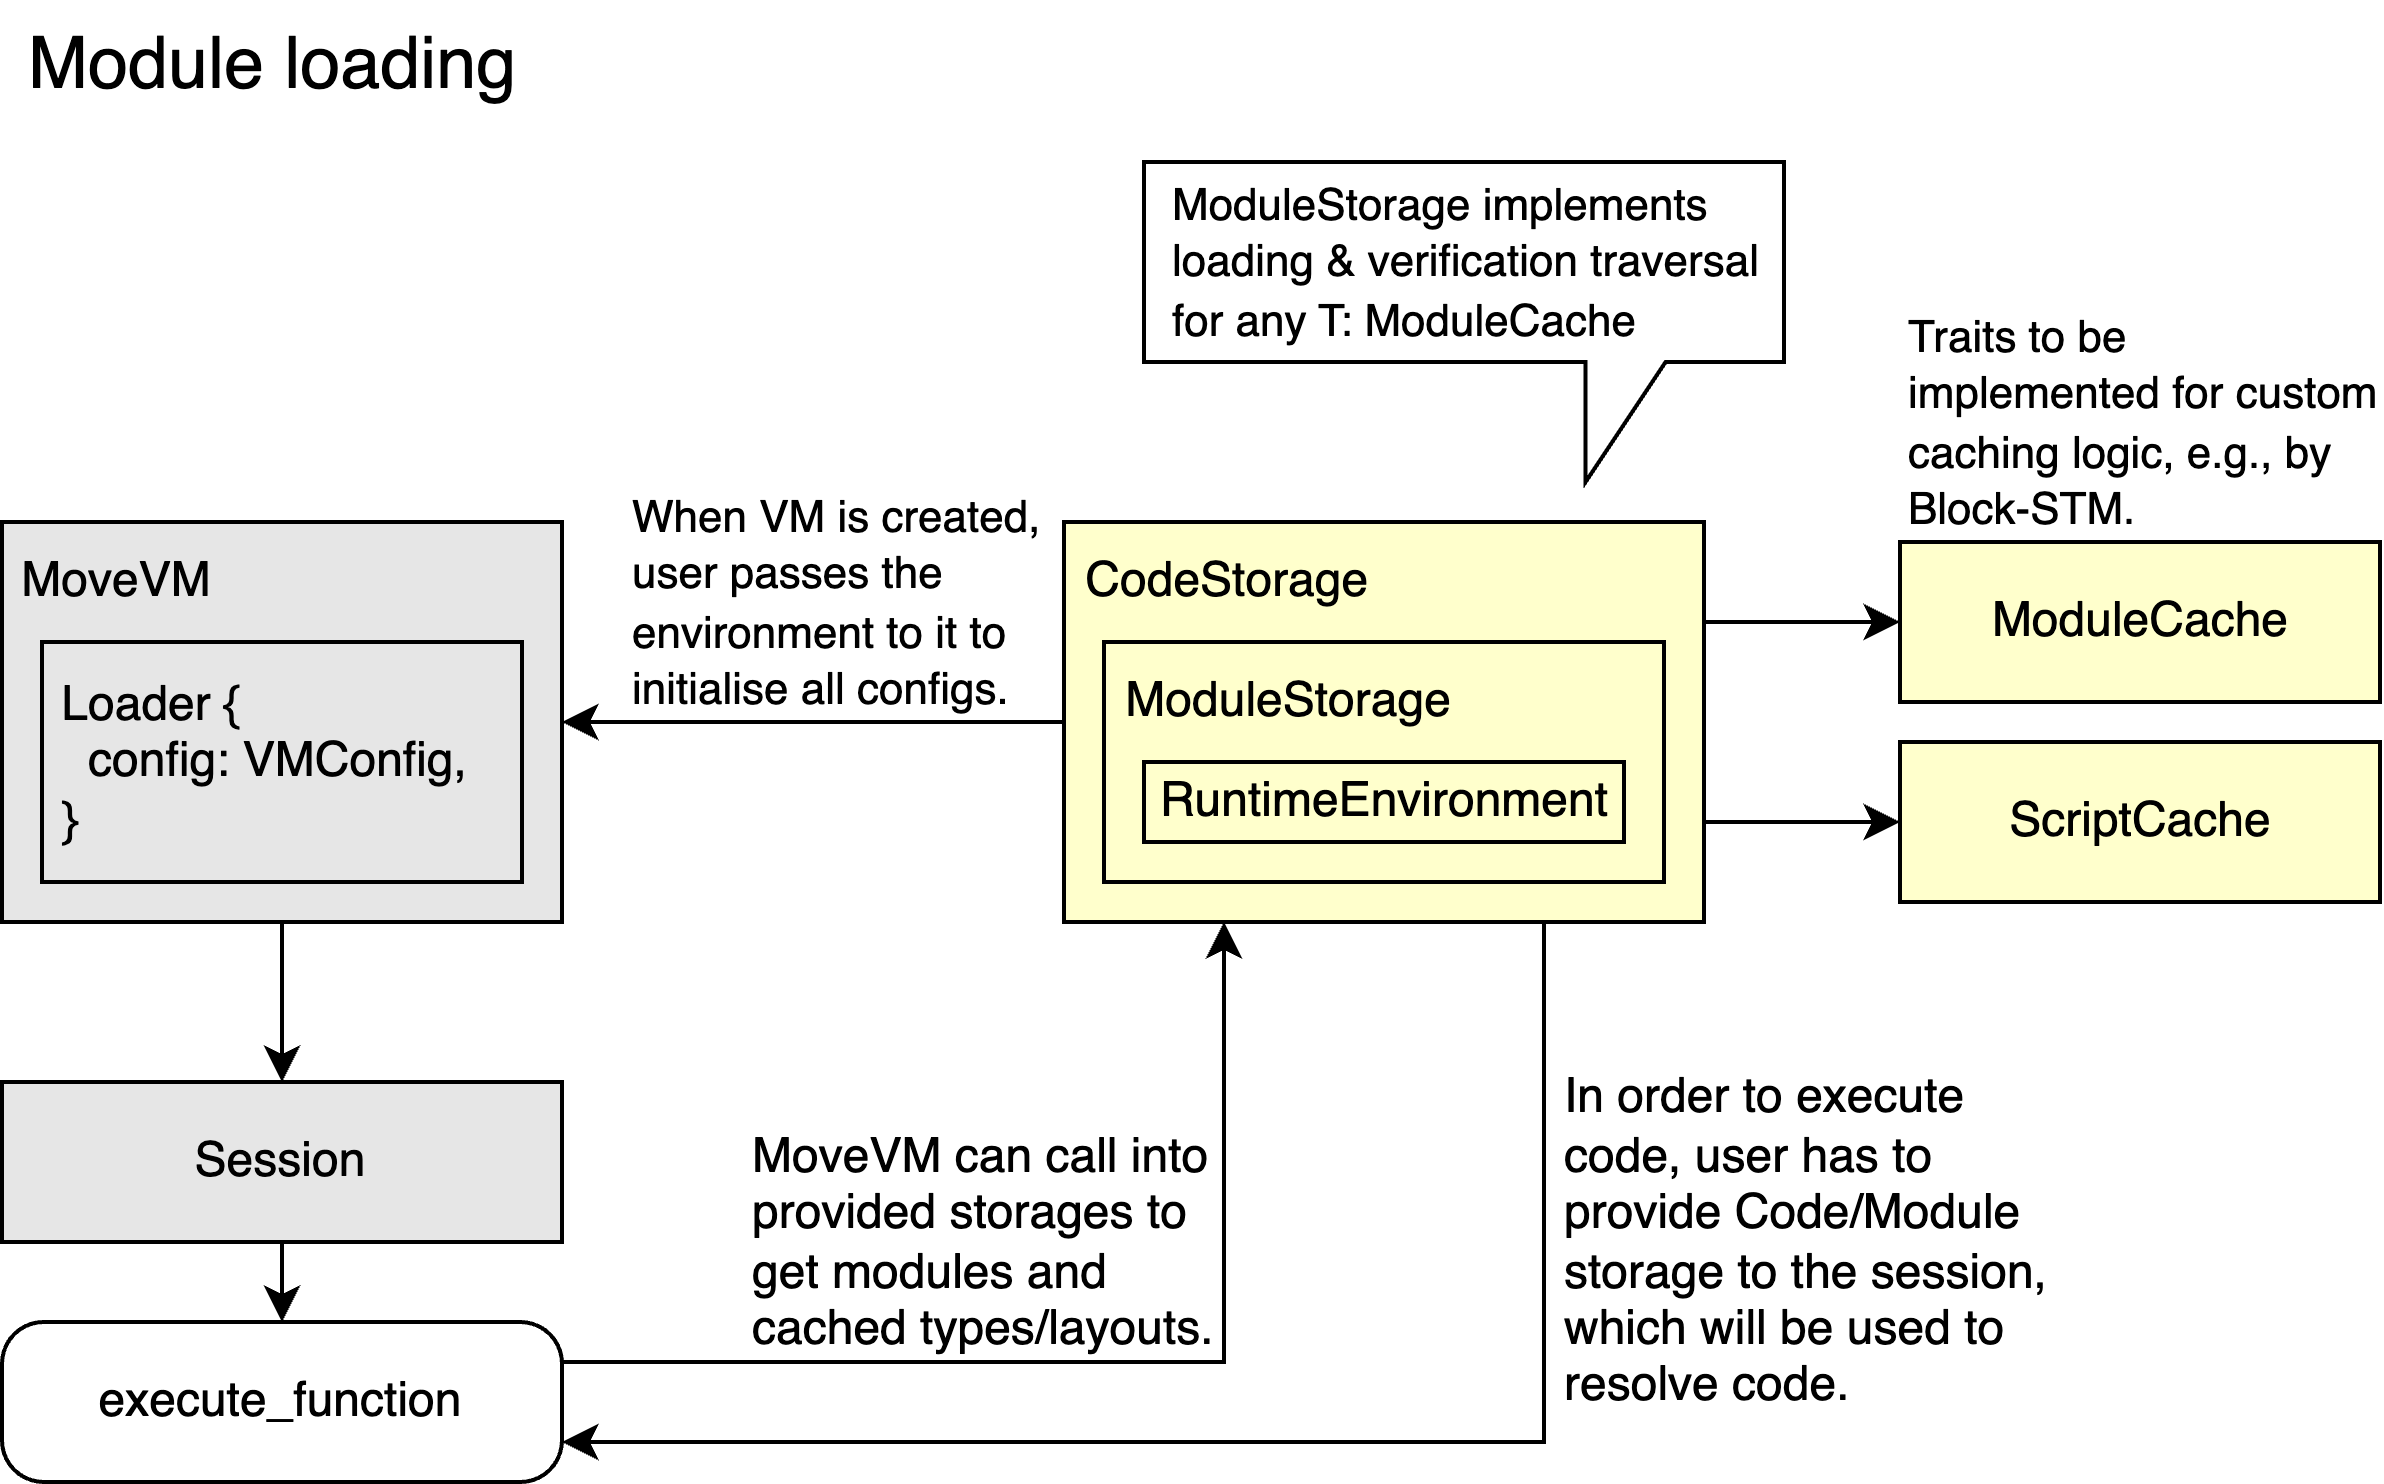 Module loading
ModuleStorage implements
loading & verification traversal
for any T: ModuleCache
Traits to be
implemented for custom
caching logic, e.g., by
Block-STM.
When VM is created,
user passes the
environment to it to
initialise all configs.
MoveVM
Loader {
config: VMConfig,
}
CodeStorage
ModuleStorage
RuntimeEnvironment
ModuleCache
ScriptCache
Session
MoveVM can call into
provided storages to
get modules and
cached types/layouts.
In order to execute
code, user has to
provide Code/Module
storage to the session,
which will be used to
resolve code.
execute_function